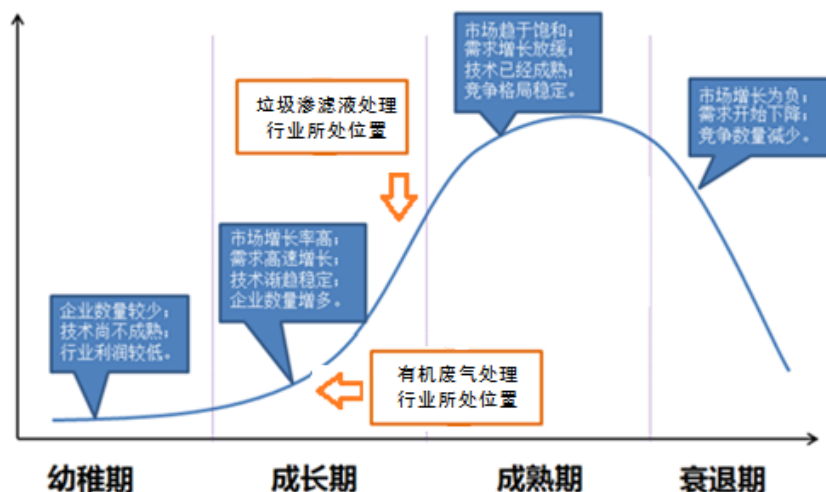 市场趋于饱和；
需求增长放缓；
技术已经成熟；
竞争格局稳定。
垃圾渗滤液处理
行业所处位置
市场增长为负；
需求开始下降；
竞争数量减少。
市场增长率高；
需求高速增长；
技术渐趋稳定；
企业数量增多。
企业数量较少；
技术尚不成熟；
行业利润较低。
有机废气处理
行业所处位置
幼稚期 成长期 成熟期 衰退期